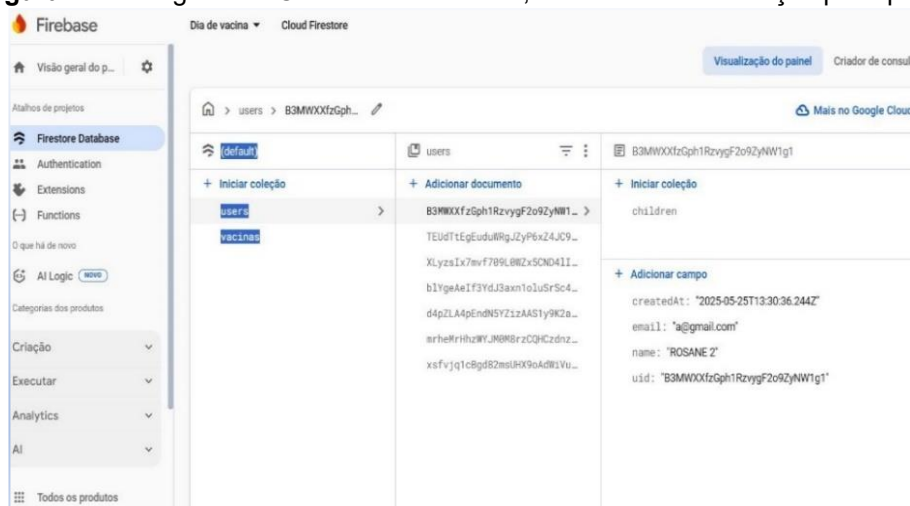 Firebase
Dia de vacina
Cloud Firestore
Visão geral do p...
Visualização do painel
Criador de consul
Atalhos de projetos
users
B3MWXXfzGph...
Mais no Google Cloud
Firestore Database
(default)
users
B3MWXXfzGph1RzvygF2o9ZyNW1g1
Authentication
Extensions
+ Iniciar coleção
+ Adicionar documento
+ Iniciar coleção
Functions
users
B3MWXXfzGph1RzvygF2o9ZyNW1…
children
O que há de novo
vacinas
AI Logic
NOVO
+ Adicionar campo
Categorias dos produtos
createdAt: "2025-05-25T13:30:36.244Z"
email: "a@gmail.com"
Criação
name: "ROSANE 2"
uid: "B3MWXXfzGph1RzvygF2o9ZyNW1g1"
Executar
Analytics
AI
Todos os produtos